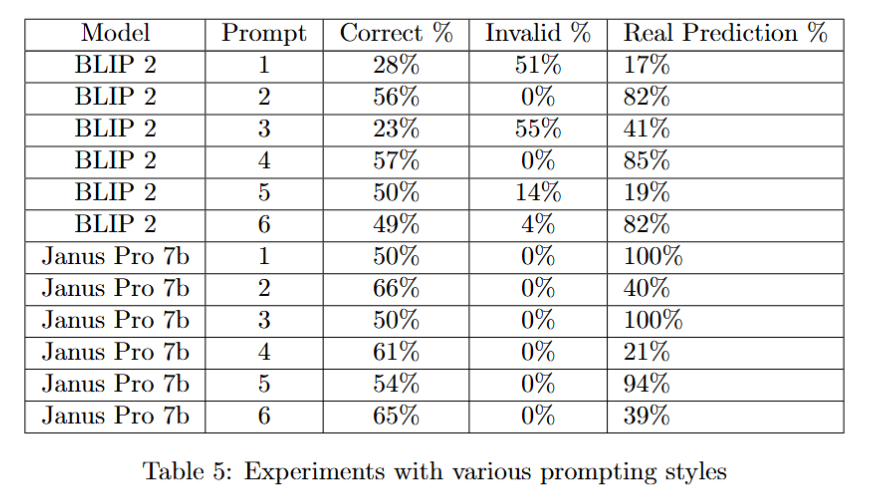 Model Prompt Correct % Invalid % Real Prediction %
BLIP 2 1 28% 51% 17%
BLIP 2 2 56% 0% 82%
BLIP 2 3 23% 55% 41%
BLIP 2 4 57% 0% 85%
BLIP 2 5 50% 14% 19%
BLIP 2 6 49% 4% 82%
Janus Pro 7b 1 50% 0% 100%
Janus Pro 7b 2 66% 0% 40%
Janus Pro 7b 3 50% 0% 100%
Janus Pro 7b 4 61% 0% 21%
Janus Pro 7b 5 54% 0% 94%
Janus Pro 7b 6 65% 0% 39%
Table 5: Experiments with various prompting styles